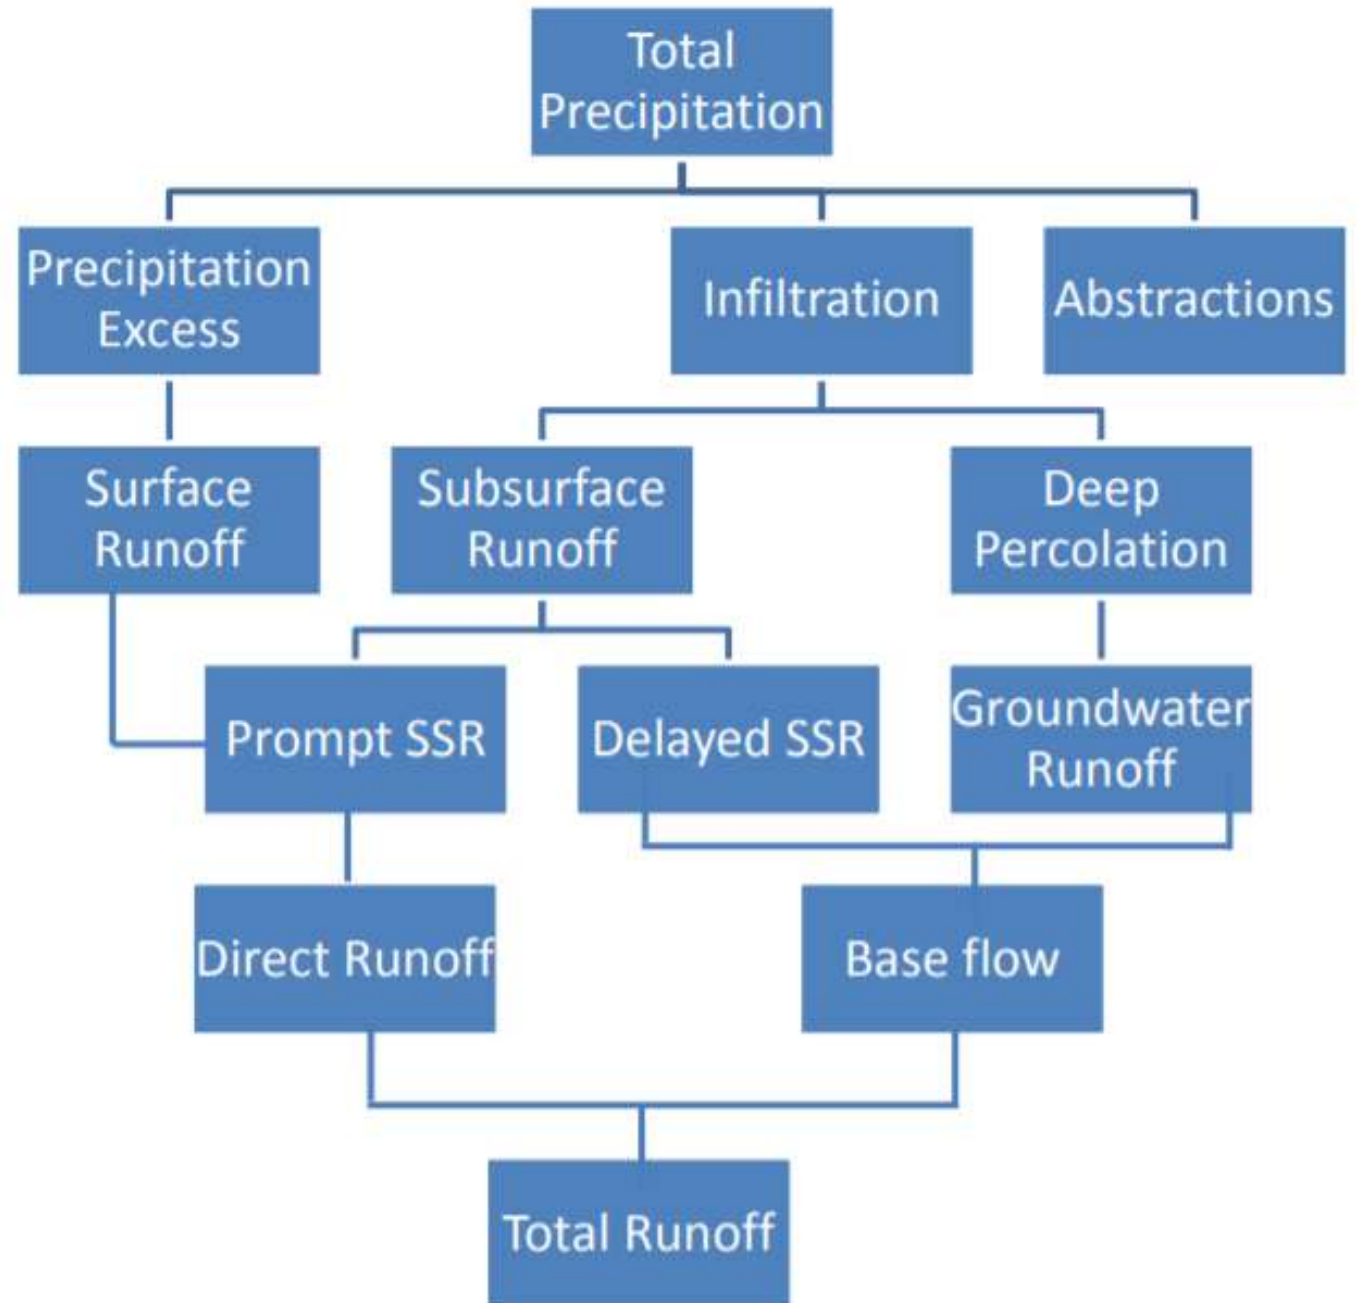 Total
Precipitation
Precipitation
Excess
Infiltration
Abstractions
Surface
Runoff
Subsurface
Runoff
Deep
Percolation
Prompt SSR
Delayed SSR
Groundwater
Runoff
Direct Runoff
Base flow
Total Runoff